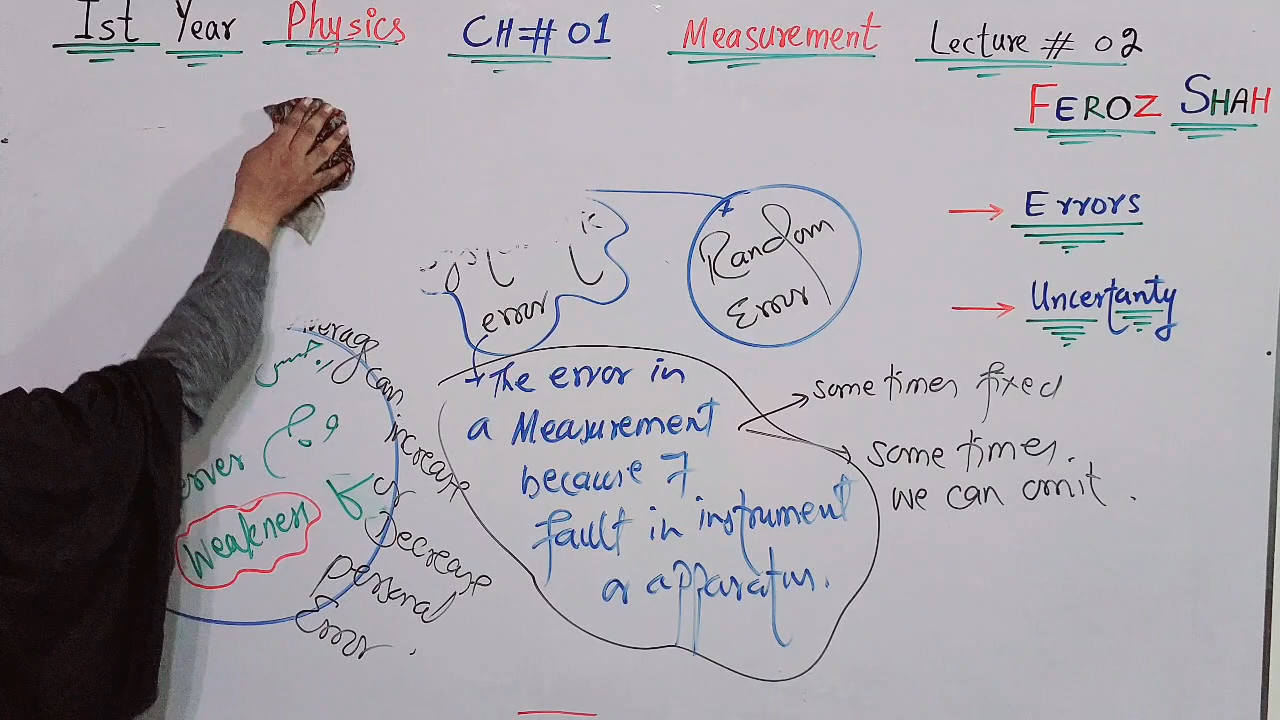 Ist Year Physics CH# 01 Measurement Lecture # 02
FEROZ SHAH
Errors
Uncertanty
Random
Error
error
The error in
a Measurement
because of
fault in instrument
or apparatus.
some times fixed
some times.
we can omit.
average can
increase
or
Decrease
personal
Error.
Weakness